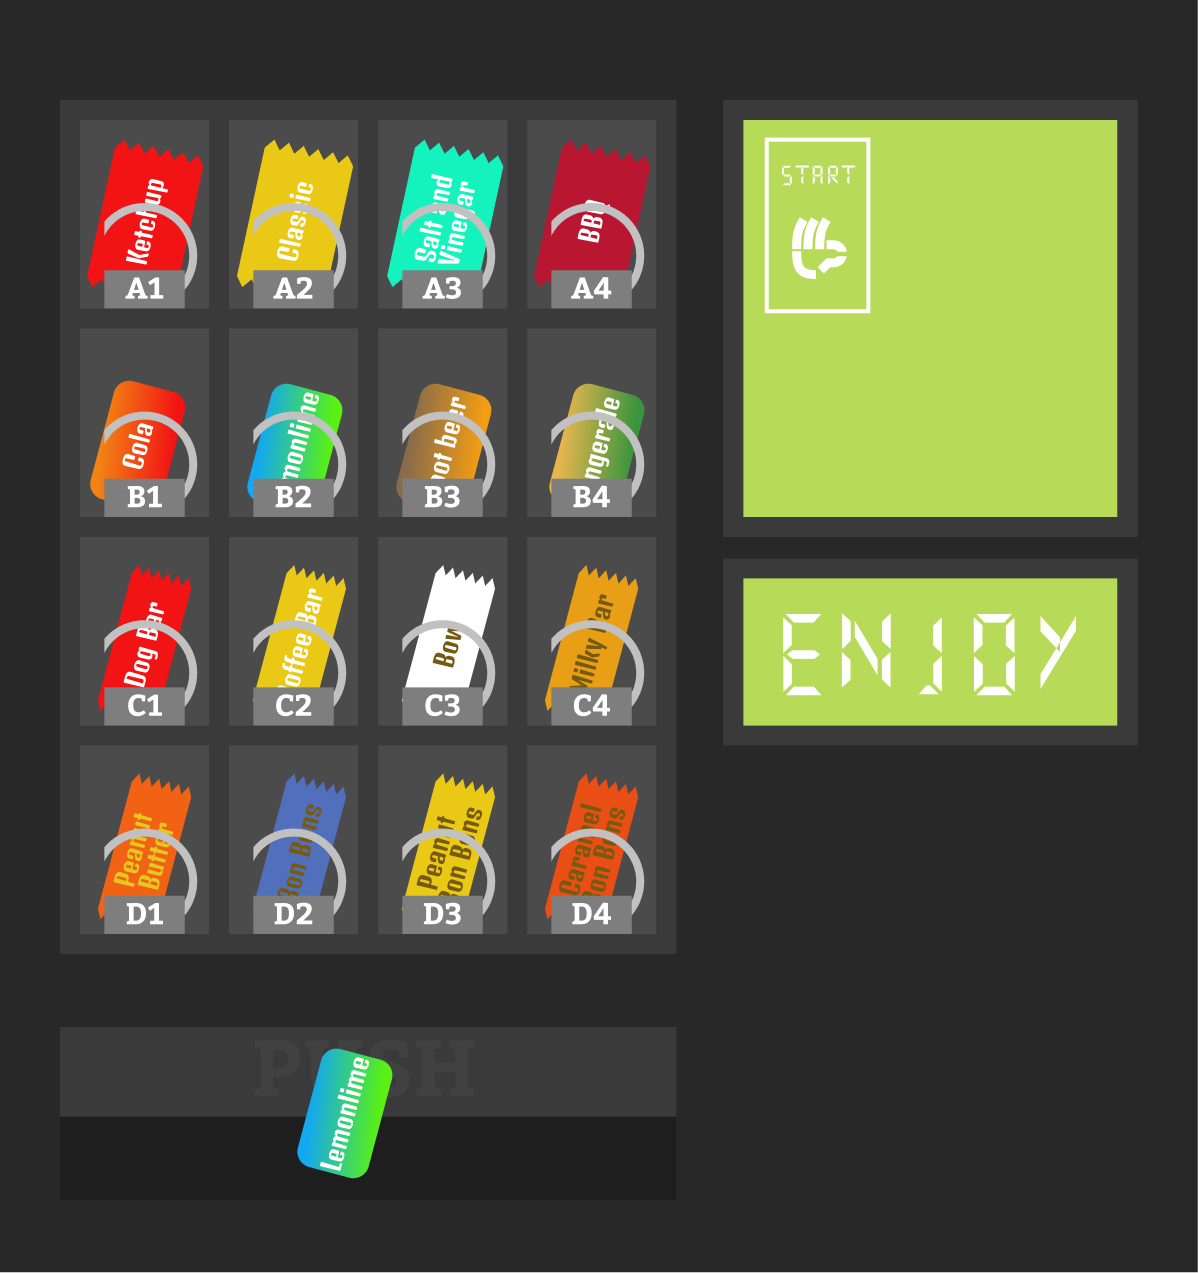 Ketchup
A1
Classic
A2
Salt and
Vinegar
A3
BBQ
A4
START
Cola
B1
monlime
B2
oot beer
B3
ngerale
B4
ENJOY
Dog Bar
C1
offee Bar
C2
Bow
C3
Milky Bar
C4
Peanut
Butter
D1
Bon Bons
D2
Peanut
Bon Bons
D3
Caramel
Bon Bons
D4
PUSH
Lemonlime